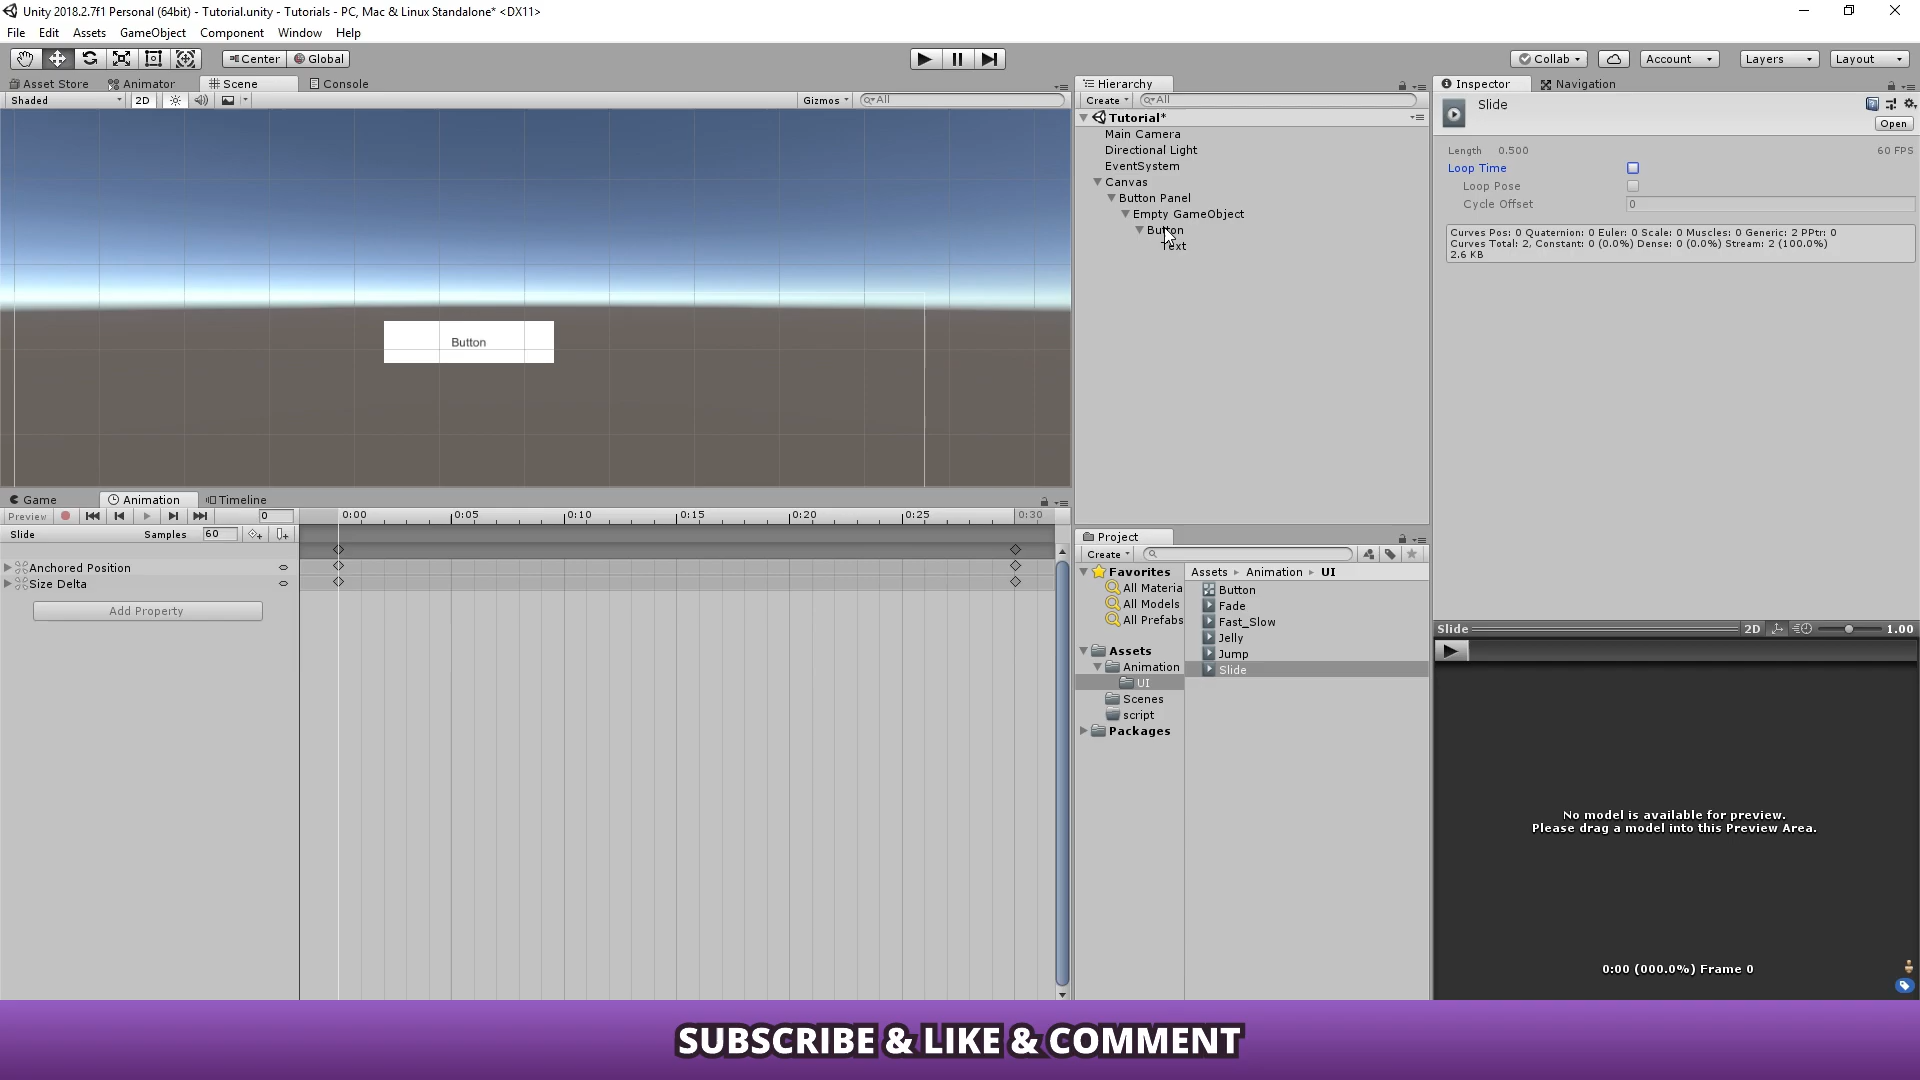 Unity 2018.2.7f1 Personal (64bit) - Tutorial.unity - Tutorials - PC, Mac & Linux Standalone* <DX11>
File Edit Assets GameObject Component Window Help
Center Global Collab Account Layers Layout
Asset Store Animator Scene Console
Shaded 2D Gizmos All
Button
Hierarchy
Create All
Tutorial*
Main Camera
Directional Light
EventSystem
Canvas
Button Panel
Empty GameObject
Button
Inspector Navigation
Slide
Open
Length 0.500 60 FPS
Loop Time
Loop Pose
Cycle Offset 0
Curves Pos: 0 Quaternion: 0 Euler: 0 Scale: 0 Muscles: 0 Generic: 2 PPtr: 0
Curves Total: 2, Constant: 0 (0.0%) Dense: 0 (0.0%) Stream: 2 (100.0%)
2.6 KB
Game Animation Timeline
Preview 0 0:00 0:05 0:10 0:15 0:20 0:25 0:30
Slide Samples 60
Anchored Position
Size Delta
Add Property
Project
Create
Favorites
All Materia
All Models
All Prefabs
Assets
Animation
UI
Scenes
script
Packages
Assets Animation UI
Button
Fade
Fast_Slow
Jelly
Jump
Slide
Slide 2D 1.00
No model is available for preview.
Please drag a model into this Preview Area.
0:00 (000.0%) Frame 0
SUBSCRIBE & LIKE & COMMENT